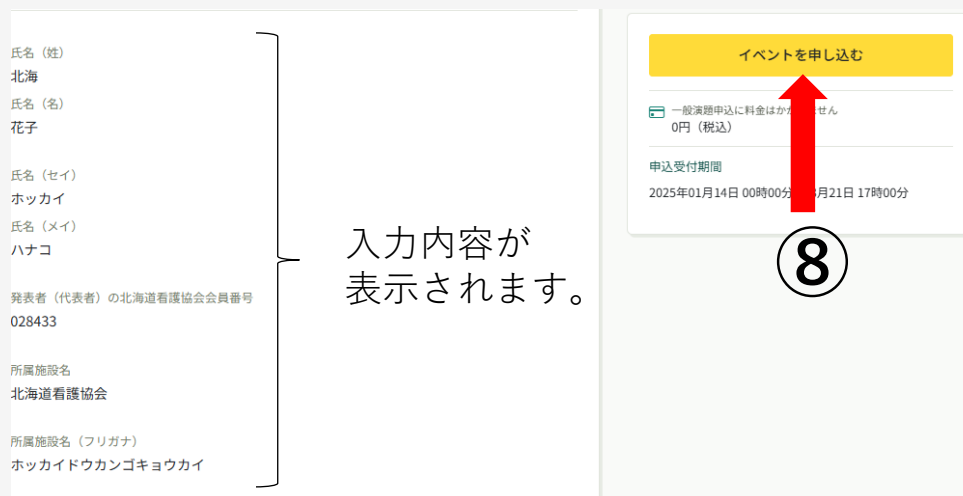 氏名（姓）
北海
氏名（名）
花子
氏名（セイ）
ホッカイ
氏名（メイ）
ハナコ
発表者（代表者）の北海道看護協会会員番号
028433
所属施設名
北海道看護協会
所属施設名（フリガナ）
ホッカイドウカンゴキョウカイ
入力内容が
表示されます。
イベントを申し込む
一般演題申込に料金はか せん
0円（税込）
申込受付期間
2025年01月14日 00時00分 月21日 17時00分
⑧